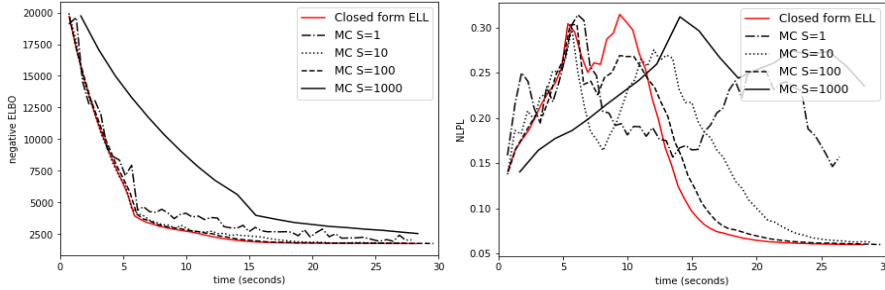 20000
17500
15000
12500
10000
7500
5000
2500
negative ELBO
0
5
10
15
20
25
30
time (seconds)
Closed form ELL
MC S=1
MC S=10
MC S=100
MC S=1000
0.30
0.25
0.20
0.15
0.10
0.05
NLPL
0
5
10
15
20
25
30
time (seconds)
Closed form ELL
MC S=1
MC S=10
MC S=100
MC S=1000